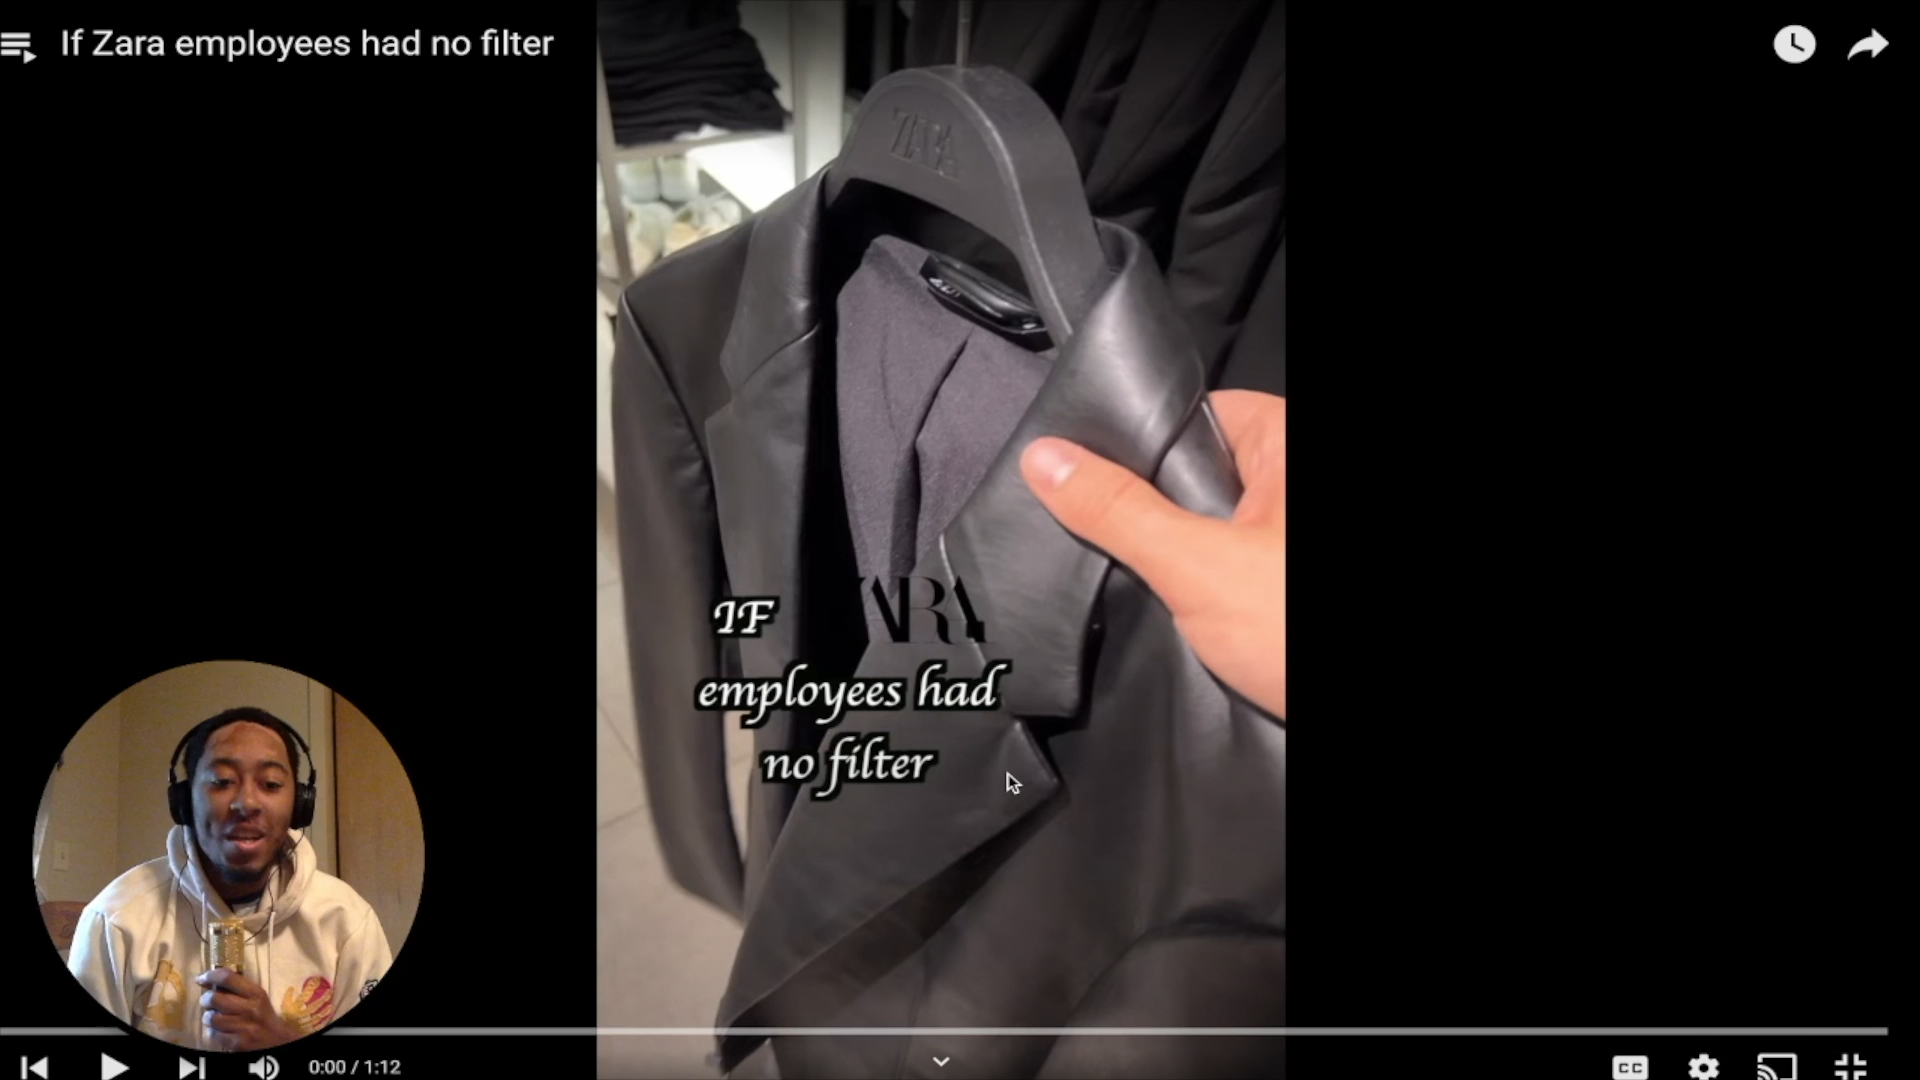 If Zara employees had no filter
ZARA
IF ZARA
employees had
no filter
0:00 / 1:12
CC